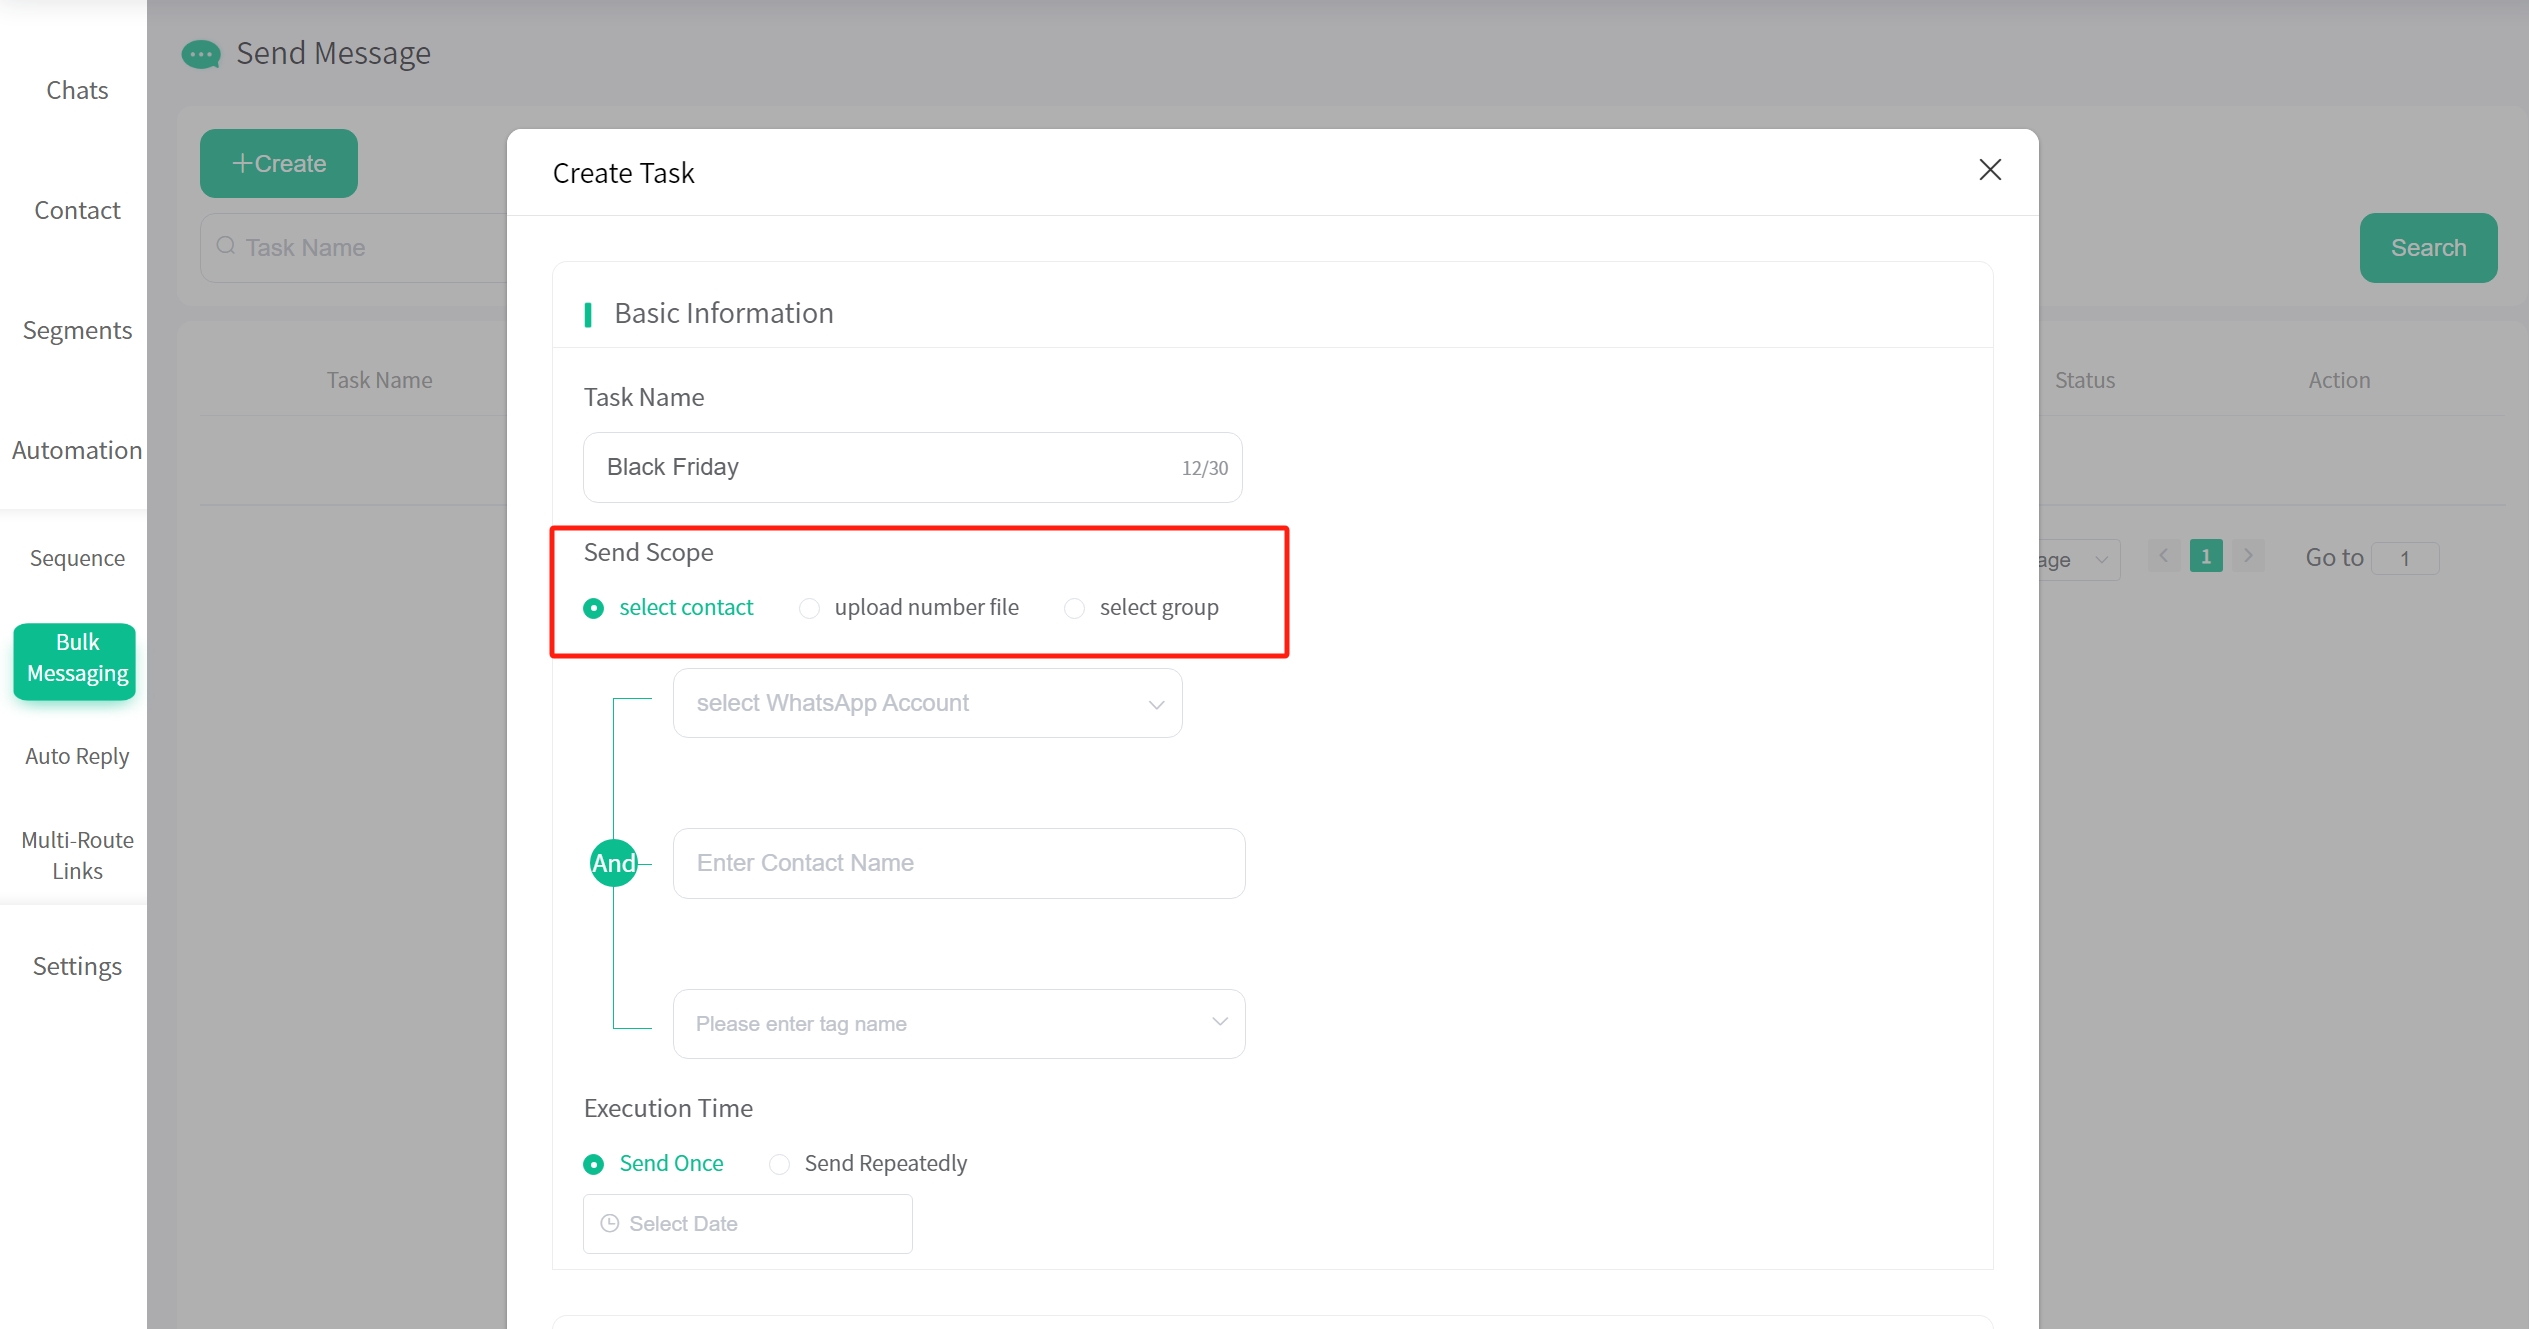 Chats
Contact
Segments
Automation
Sequence
Bulk
Messaging
Auto Reply
Multi-Route
Links
Settings
Send Message
+Create
Task Name
Search
Task Name
Status
Action
age
1
Go to
1
Create Task
Basic Information
Task Name
Black Friday
12/30
Send Scope
select contact
upload number file
select group
select WhatsApp Account
And
Enter Contact Name
Please enter tag name
Execution Time
Send Once
Send Repeatedly
Select Date